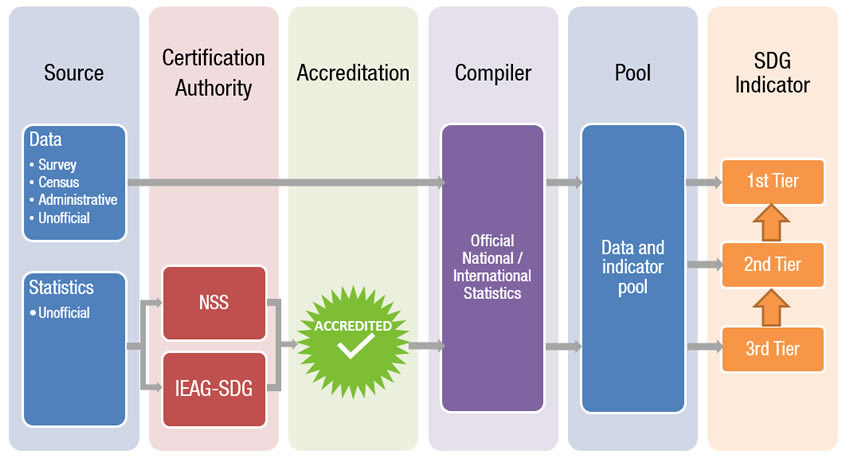 Source
Certification
Authority
Accreditation
Compiler
Pool
SDG
Indicator
Data
• Survey
• Census
• Administrative
• Unofficial
Statistics
• Unofficial
NSS
IEAG-SDG
ACCREDITED
Official
National /
International
Statistics
Data and
indicator
pool
1st Tier
2nd Tier
3rd Tier